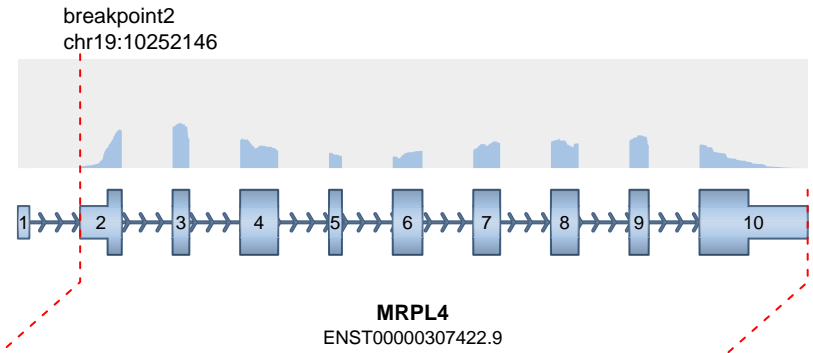 breakpoint2
chr19:10252146
1 2 3 4 5 6 7 8 9 10
MRPL4
ENST00000307422.9